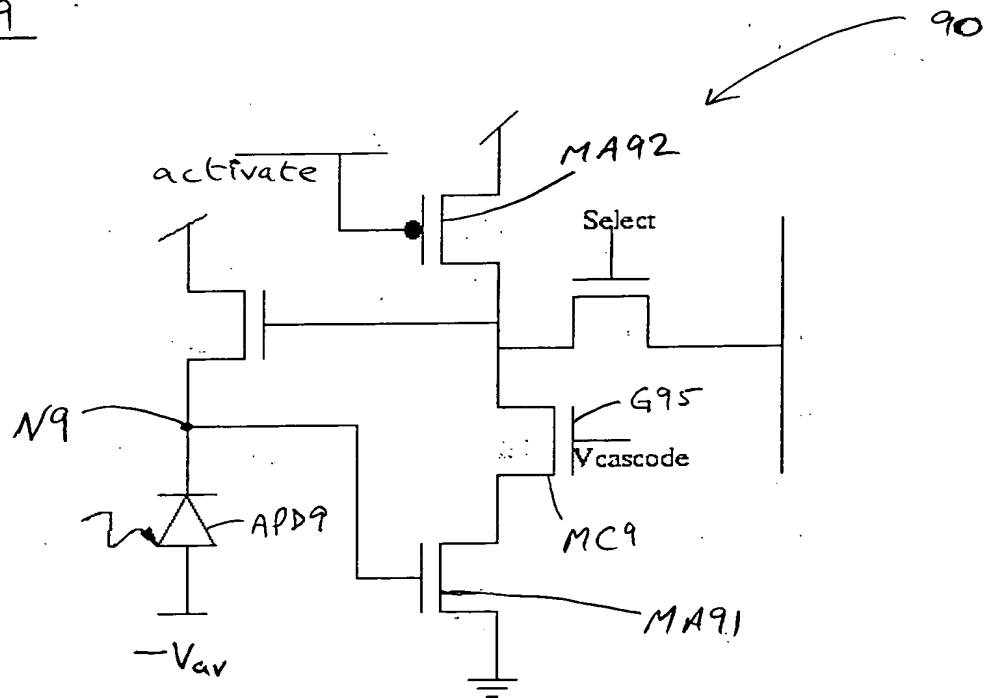 9
90
MA92
activate
Select
G95
N9
Vcascode
APD9
MC9
MA91
-Vav